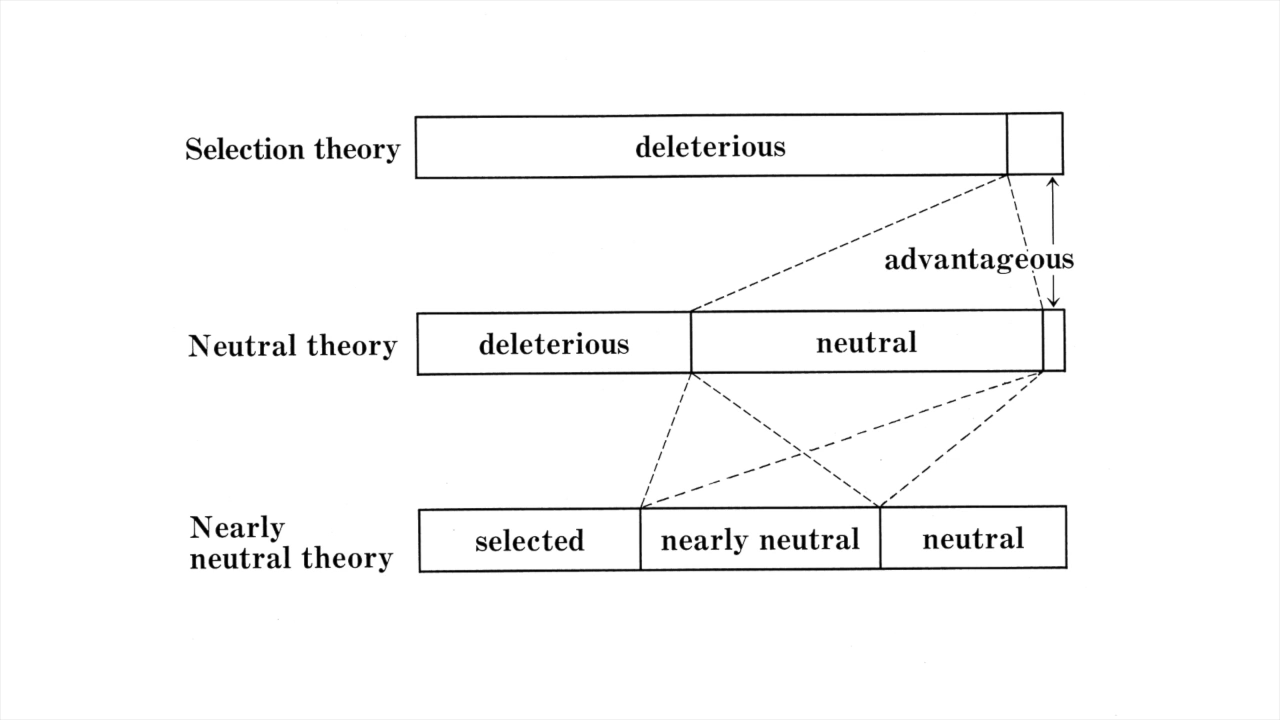 Selection theory
deleterious
advantageous
Neutral theory
deleterious
neutral
Nearly
neutral theory
selected
nearly neutral
neutral